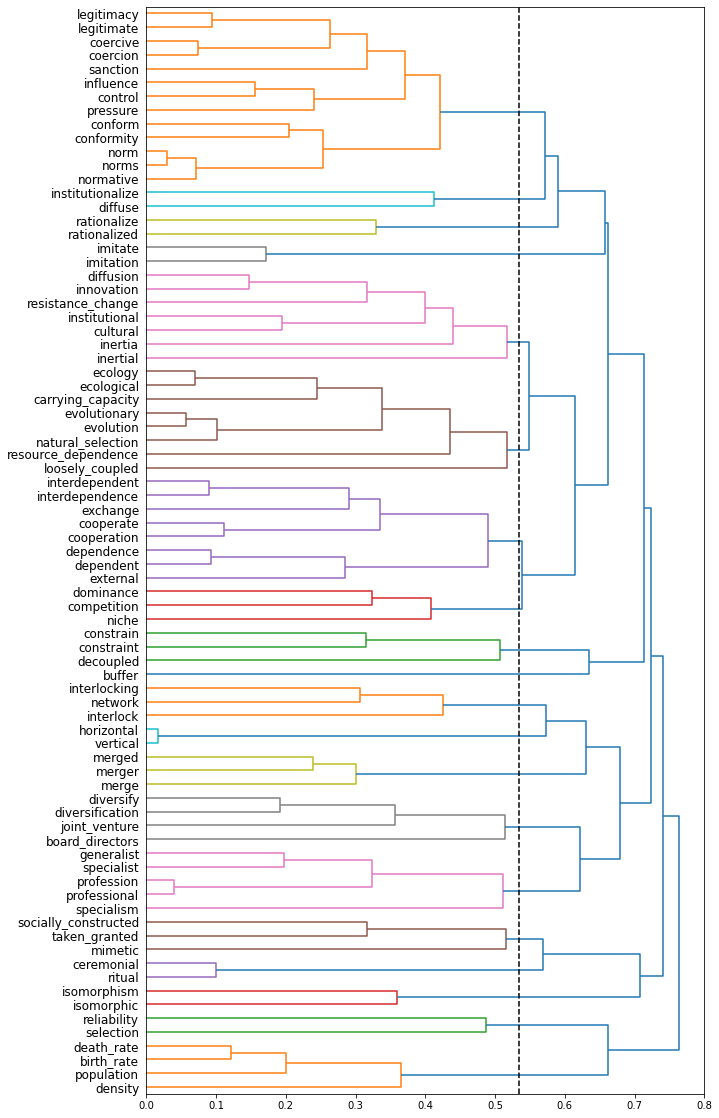 legitimacy
legitimate
coercive
coercion
sanction
influence
control
pressure
conform
conformity
norm
norms
normative
institutionalize
diffuse
rationalize
rationalized
imitate
imitation
diffusion
innovation
resistance_change
institutional
cultural
inertia
inertial
ecology
ecological
carrying_capacity
evolutionary
evolution
natural_selection
resource_dependence
loosely_coupled
interdependent
interdependence
exchange
cooperate
cooperation
dependence
dependent
external
dominance
competition
niche
constrain
constraint
decoupled
buffer
interlocking
network
interlock
horizontal
vertical
merged
merger
merge
diversify
diversification
joint_venture
board_directors
generalist
specialist
profession
professional
specialism
socially_constructed
taken_granted
mimetic
ceremonial
ritual
isomorphism
isomorphic
reliability
selection
death_rate
birth_rate
population
density
0.0 0.1 0.2 0.3 0.4 0.5 0.6 0.7 0.8